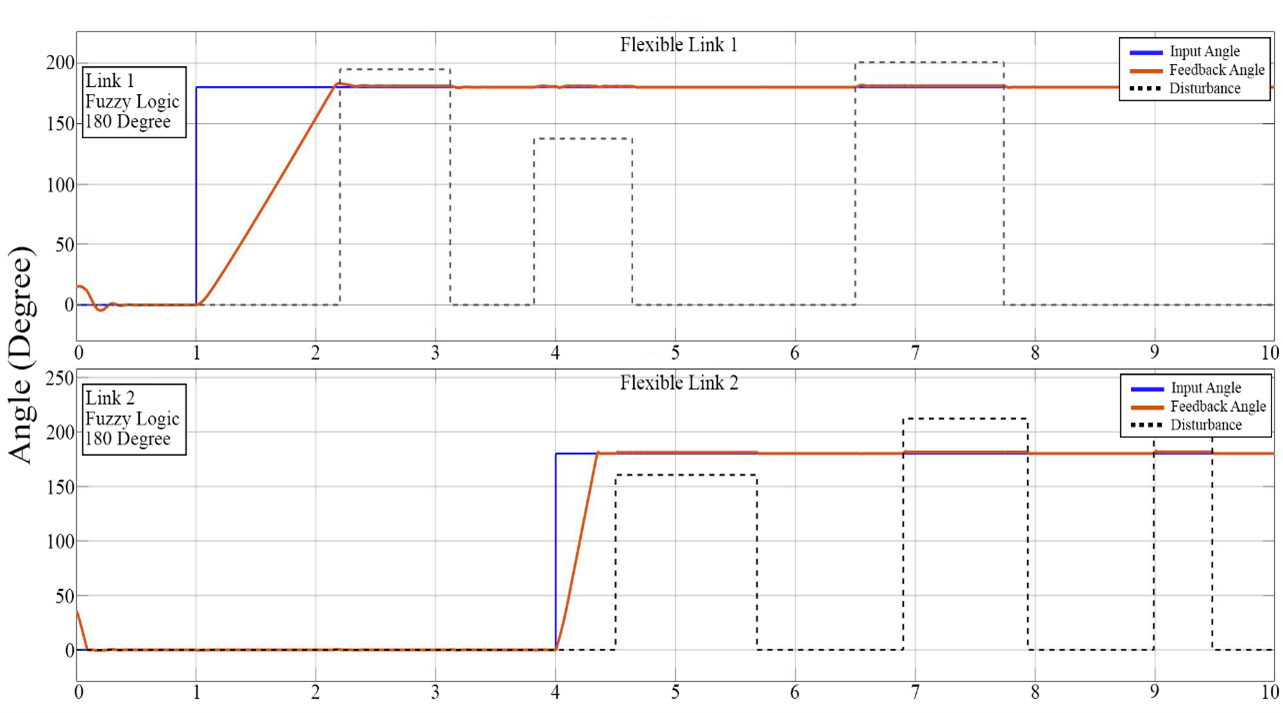 Flexible Link 1
Link 1
Fuzzy Logic
180 Degree
Input Angle
Feedback Angle
Disturbance
200
150
100
50
0
0 1 2 3 4 5 6 7 8 9 10
Angle (Degree)
Flexible Link 2
Link 2
Fuzzy Logic
180 Degree
Input Angle
Feedback Angle
Disturbance
250
200
150
100
50
0
0 1 2 3 4 5 6 7 8 9 10